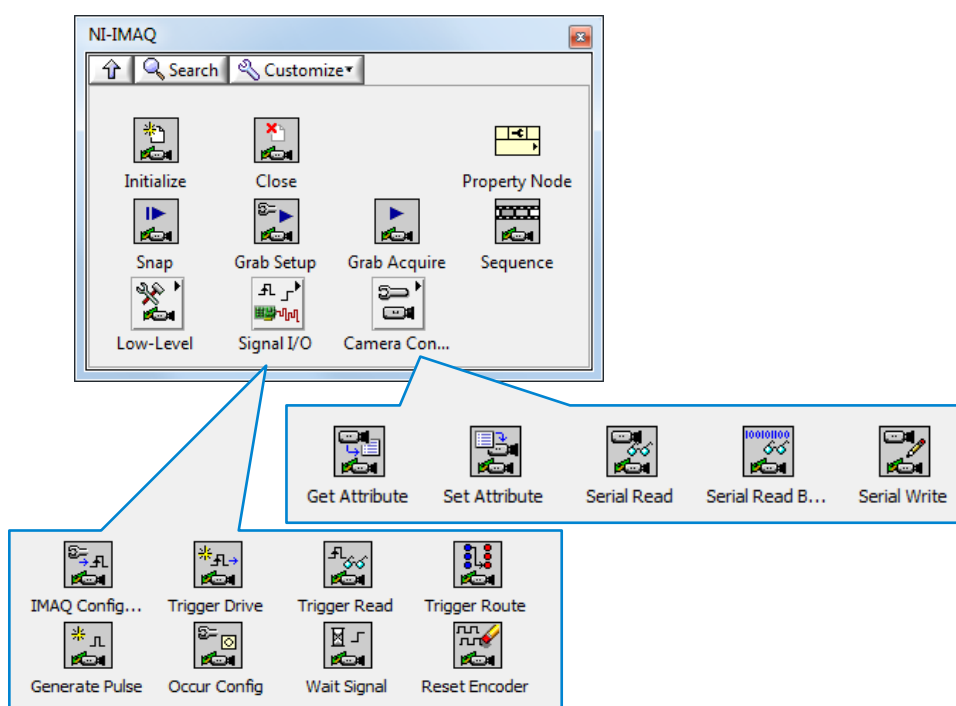 NI-IMAQ
Search Customize
Initialize Close Property Node
Snap Grab Setup Grab Acquire Sequence
Low-Level Signal I/O Camera Con...
10010110
Get Attribute Set Attribute Serial Read Serial Read B... Serial Write
IMAQ Config... Trigger Drive Trigger Read Trigger Route
Generate Pulse Occur Config Wait Signal Reset Encoder